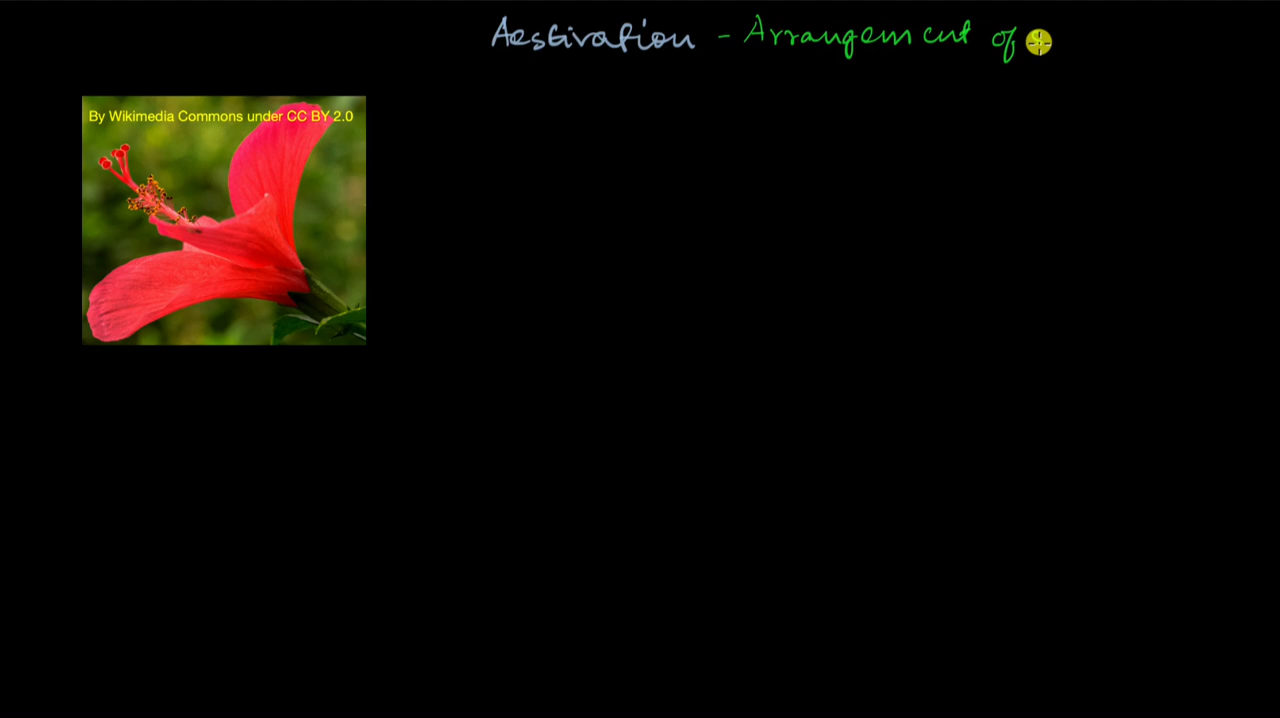 Aestivation - Arrangement of
By Wikimedia Commons under CC BY 2.0